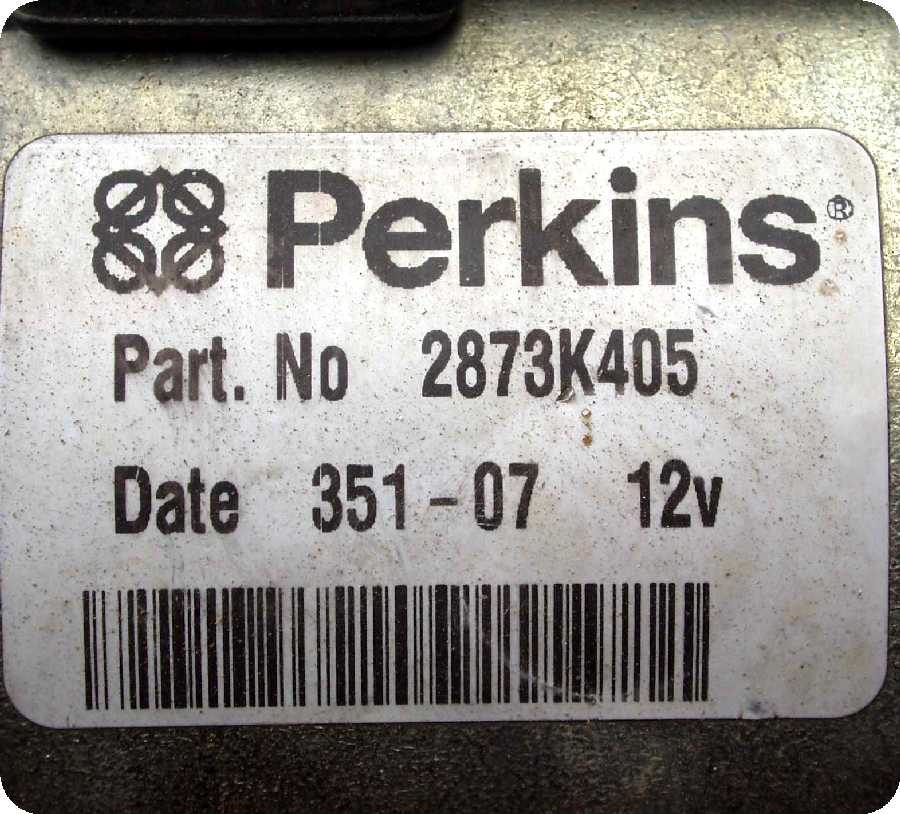 Perkins®
Part. No 2873K405
Date 351-07 12v